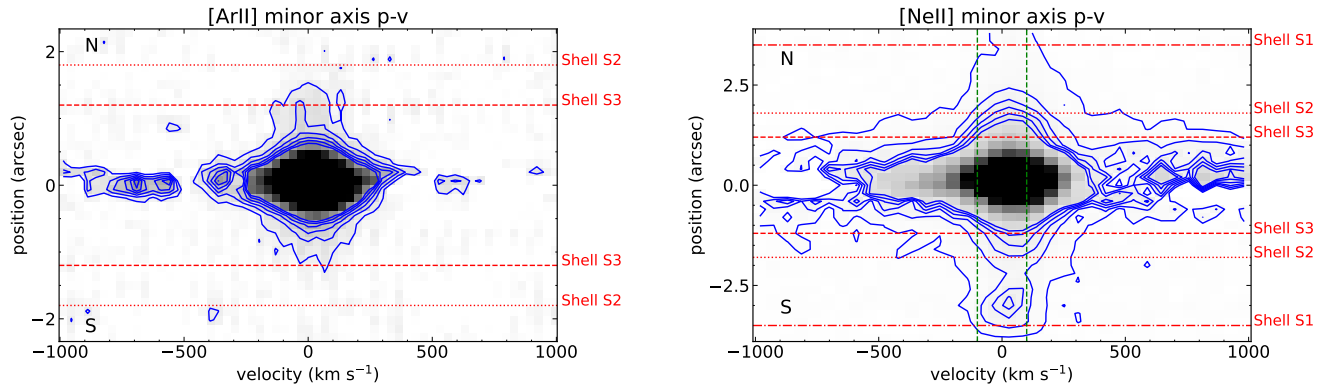 [ArII] minor axis p-v
N
S
Shell S2
Shell S3
Shell S3
Shell S2
2
0
−2
−1000
−500
0
500
1000
position (arcsec)
velocity (km s⁻¹)
[NeII] minor axis p-v
N
S
Shell S1
Shell S2
Shell S3
Shell S3
Shell S2
Shell S1
2.5
0.0
−2.5
−1000
−500
0
500
1000
position (arcsec)
velocity (km s⁻¹)